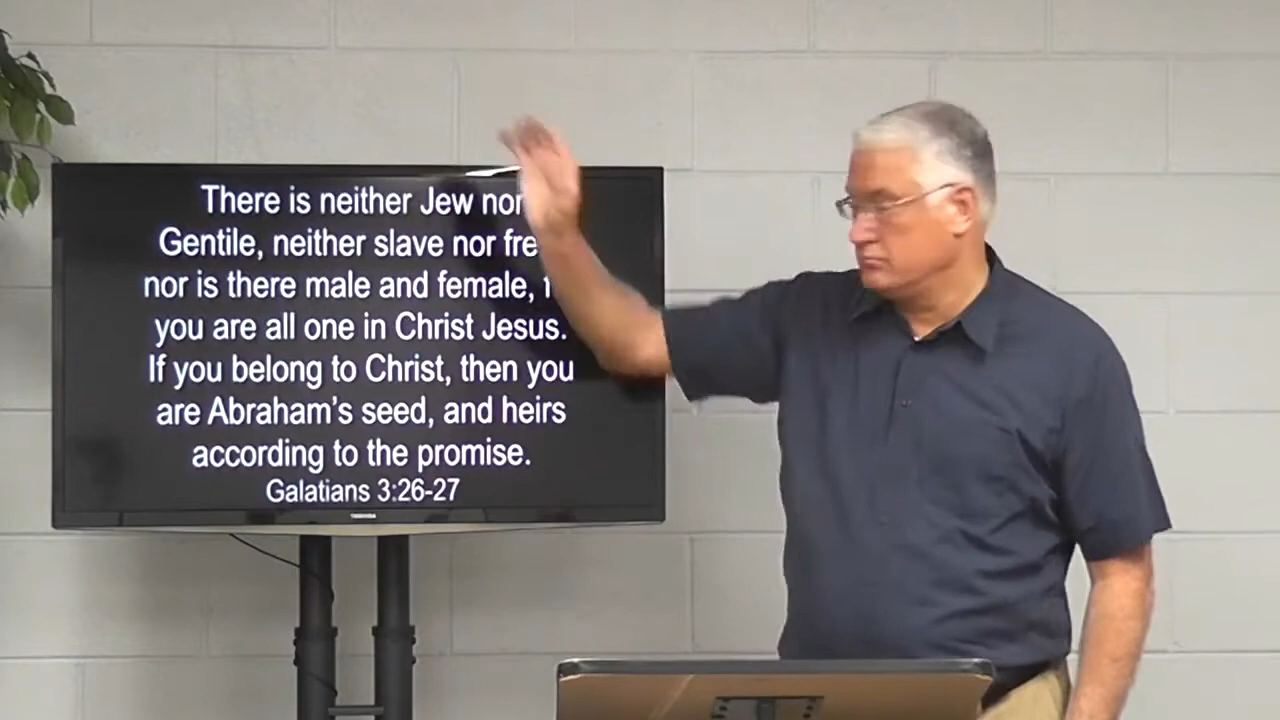 There is neither Jew nor
Gentile, neither slave nor fre
nor is there male and female,
you are all one in Christ Jesus.
If you belong to Christ, then you
are Abraham's seed, and heirs
according to the promise.
Galatians 3:26-27
TOSHIBA